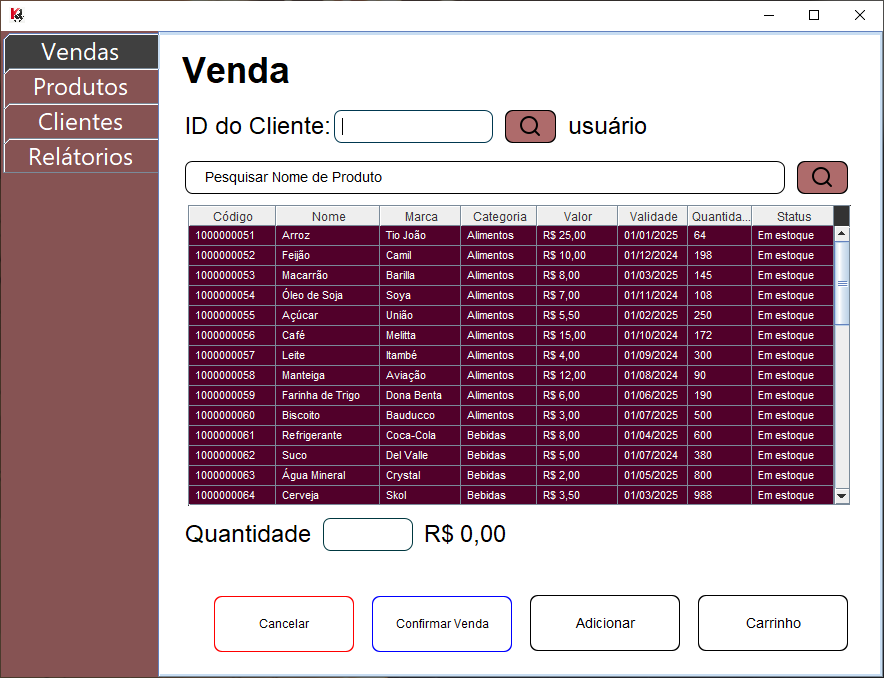 Vendas
Produtos
Clientes
Relátorios
Venda
ID do Cliente:
usuário
Pesquisar Nome de Produto
Código Nome Marca Categoria Valor Validade Quantida... Status
1000000051 Arroz Tio João Alimentos R$ 25,00 01/01/2025 64 Em estoque
1000000052 Feijão Camil Alimentos R$ 10,00 01/12/2024 198 Em estoque
1000000053 Macarrão Barilla Alimentos R$ 8,00 01/03/2025 145 Em estoque
1000000054 Óleo de Soja Soya Alimentos R$ 7,00 01/11/2024 108 Em estoque
1000000055 Açúcar União Alimentos R$ 5,50 01/02/2025 250 Em estoque
1000000056 Café Melitta Alimentos R$ 15,00 01/10/2024 172 Em estoque
1000000057 Leite Itambé Alimentos R$ 4,00 01/09/2024 300 Em estoque
1000000058 Manteiga Aviação Alimentos R$ 12,00 01/08/2024 90 Em estoque
1000000059 Farinha de Trigo Dona Benta Alimentos R$ 6,00 01/06/2025 190 Em estoque
1000000060 Biscoito Bauducco Alimentos R$ 3,00 01/07/2025 500 Em estoque
1000000061 Refrigerante Coca-Cola Bebidas R$ 8,00 01/04/2025 600 Em estoque
1000000062 Suco Del Valle Bebidas R$ 5,00 01/07/2024 380 Em estoque
1000000063 Água Mineral Crystal Bebidas R$ 2,00 01/05/2025 800 Em estoque
1000000064 Cerveja Skol Bebidas R$ 3,50 01/03/2025 988 Em estoque
Quantidade R$ 0,00
Cancelar Confirmar Venda Adicionar Carrinho